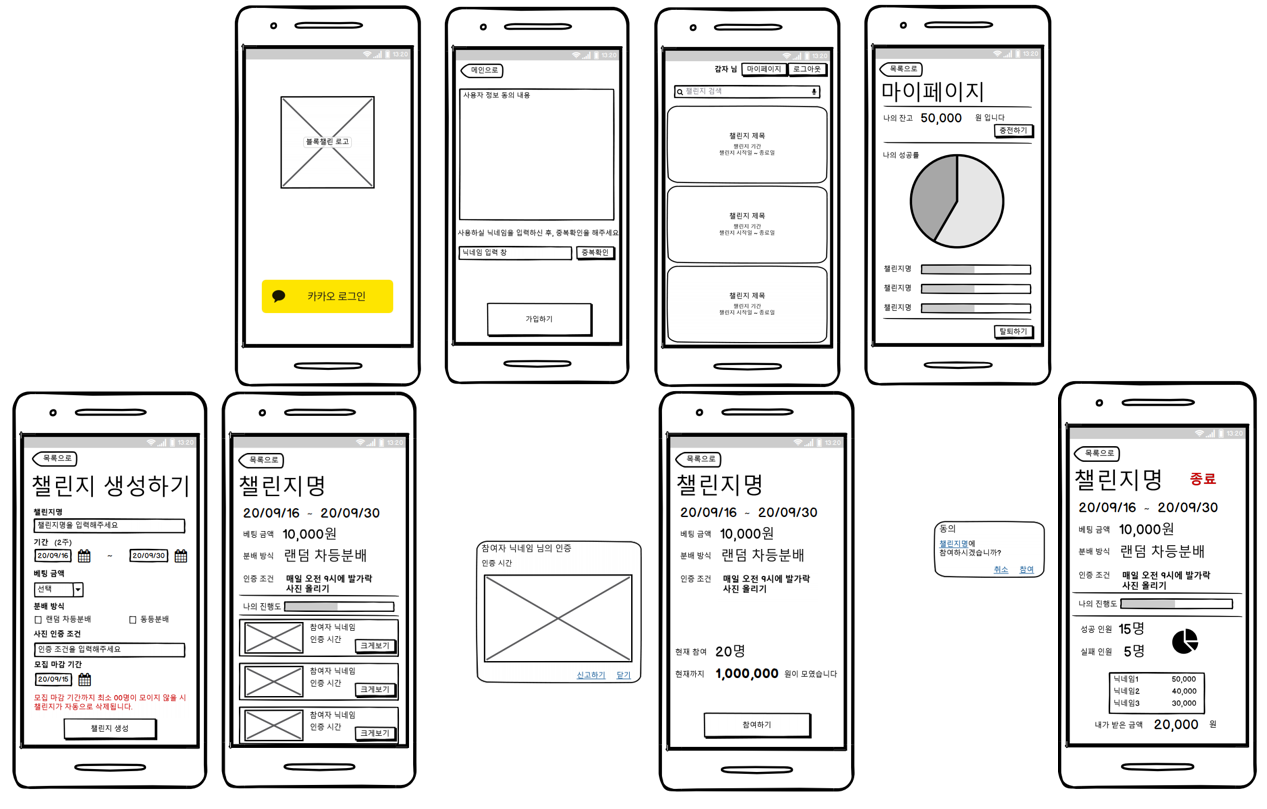 13:20
블록챌린 로고
카카오 로그인
13:20
메인으로
사용자 정보 동의 내용
사용하실 닉네임을 입력하신 후, 중복확인을 해주세요
닉네임 입력 창
중복확인
가입하기
13:20
감자 님
마이페이지
로그아웃
챌린지 검색
챌린지 제목
챌린지 기간
챌린지 시작일 - 종료일
챌린지 제목
챌린지 기간
챌린지 시작일 - 종료일
챌린지 제목
챌린지 기간
챌린지 시작일 - 종료일
13:20
목록으로
마이페이지
나의 잔고 50,000 원 입니다
충전하기
나의 성공률
챌린지명
챌린지명
챌린지명
탈퇴하기
13:20
목록으로
챌린지 생성하기
챌린지명
챌린지명을 입력해주세요
기간 (2주)
20/09/16 ~ 20/09/30
베팅 금액
선택
분배 방식
랜덤 차등분배 동등분배
사진 인증 조건
인증 조건을 입력해주세요
모집 마감 기간
20/09/15
모집 마감 기간까지 최소 00명이 모이지 않을 시
챌린지가 자동으로 삭제됩니다.
챌린지 생성
13:20
목록으로
챌린지명
20/09/16 ~ 20/09/30
베팅 금액 10,000원
분배 방식 랜덤 차등분배
인증 조건 매일 오전 9시에 발가락
사진 올리기
나의 진행도
참여자 닉네임
인증 시간
크게보기
참여자 닉네임
인증 시간
크게보기
참여자 닉네임
인증 시간
크게보기
참여자 닉네임 님의 인증
인증 시간
신고하기 닫기
13:20
목록으로
챌린지명
20/09/16 ~ 20/09/30
베팅 금액 10,000원
분배 방식 랜덤 차등분배
인증 조건 매일 오전 9시에 발가락
사진 올리기
현재 참여 20명
현재까지 1,000,000 원이 모였습니다
참여하기
동의
챌린지명에
참여하시겠습니까?
취소 참여
13:20
목록으로
챌린지명 종료
20/09/16 ~ 20/09/30
베팅 금액 10,000원
분배 방식 랜덤 차등분배
인증 조건 매일 오전 9시에 발가락
사진 올리기
나의 진행도
성공 인원 15명
실패 인원 5명
닉네임1 50,000
닉네임2 40,000
닉네임3 30,000
내가 받은 금액 20,000 원